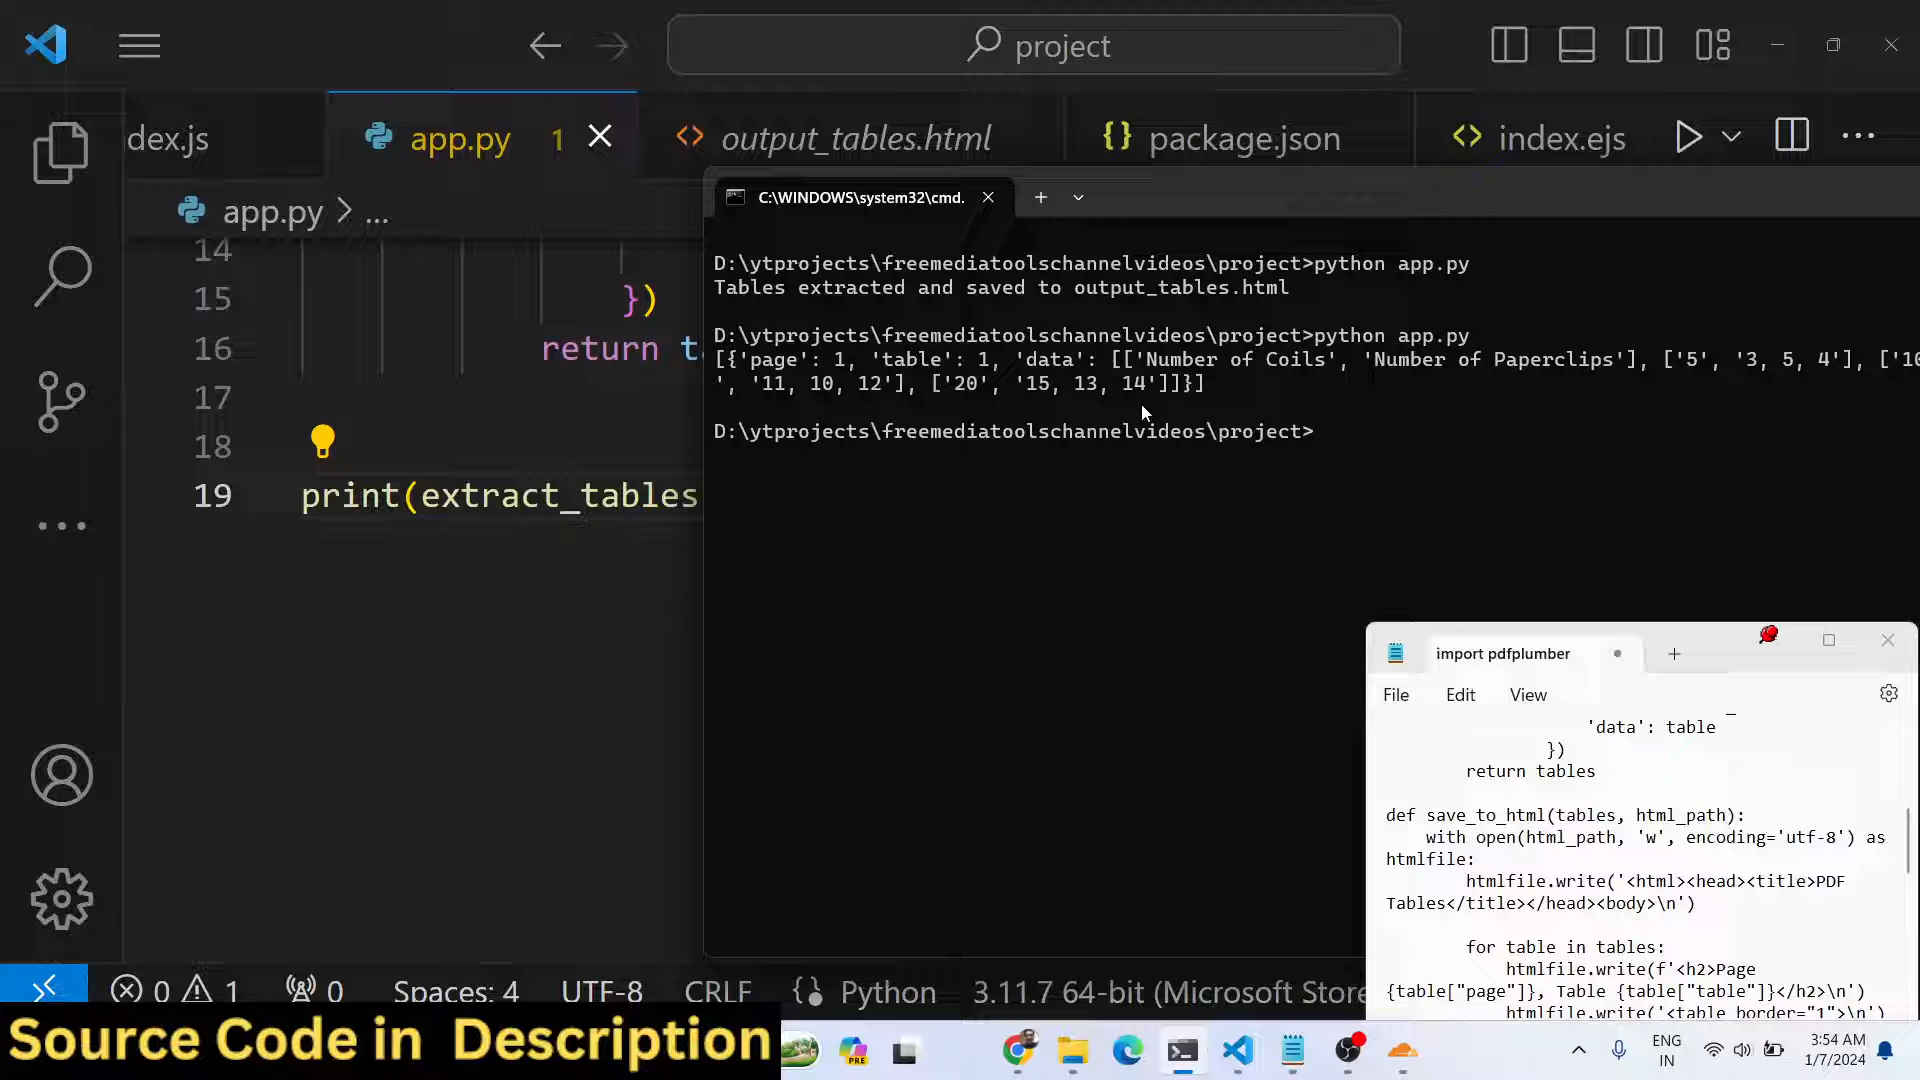 project
dex.js
app.py 1
output_tables.html
package.json
index.ejs
app.py > ...
C:\WINDOWS\system32\cmd.
14
15 })
16 return
17
18
19 print(extract_tables
D:\ytprojects\freemediatoolschannelvideos\project>python app.py
Tables extracted and saved to output_tables.html
D:\ytprojects\freemediatoolschannelvideos\project>python app.py
[{'page': 1, 'table': 1, 'data': [['Number of Coils', 'Number of Paperclips'], ['5', '3, 5, 4'], ['10
', '11, 10, 12'], ['20', '15, 13, 14']]}]
D:\ytprojects\freemediatoolschannelvideos\project>
import pdfplumber
File Edit View
'data': table
})
return tables
def save_to_html(tables, html_path):
with open(html_path, 'w', encoding='utf-8') as
htmlfile:
htmlfile.write('<html><head><title>PDF
Tables</title></head><body>\n')
for table in tables:
htmlfile.write(f'<h2>Page
{table["page"]}, Table {table["table"]}</h2>\n')
htmlfile.write('<table border="1">\n')
0 1 0 Spaces: 4 UTF-8 CRLF Python 3.11.7 64-bit (Microsoft Store
Source Code in Description
PRE
ENG
IN
3:54 AM
1/7/2024